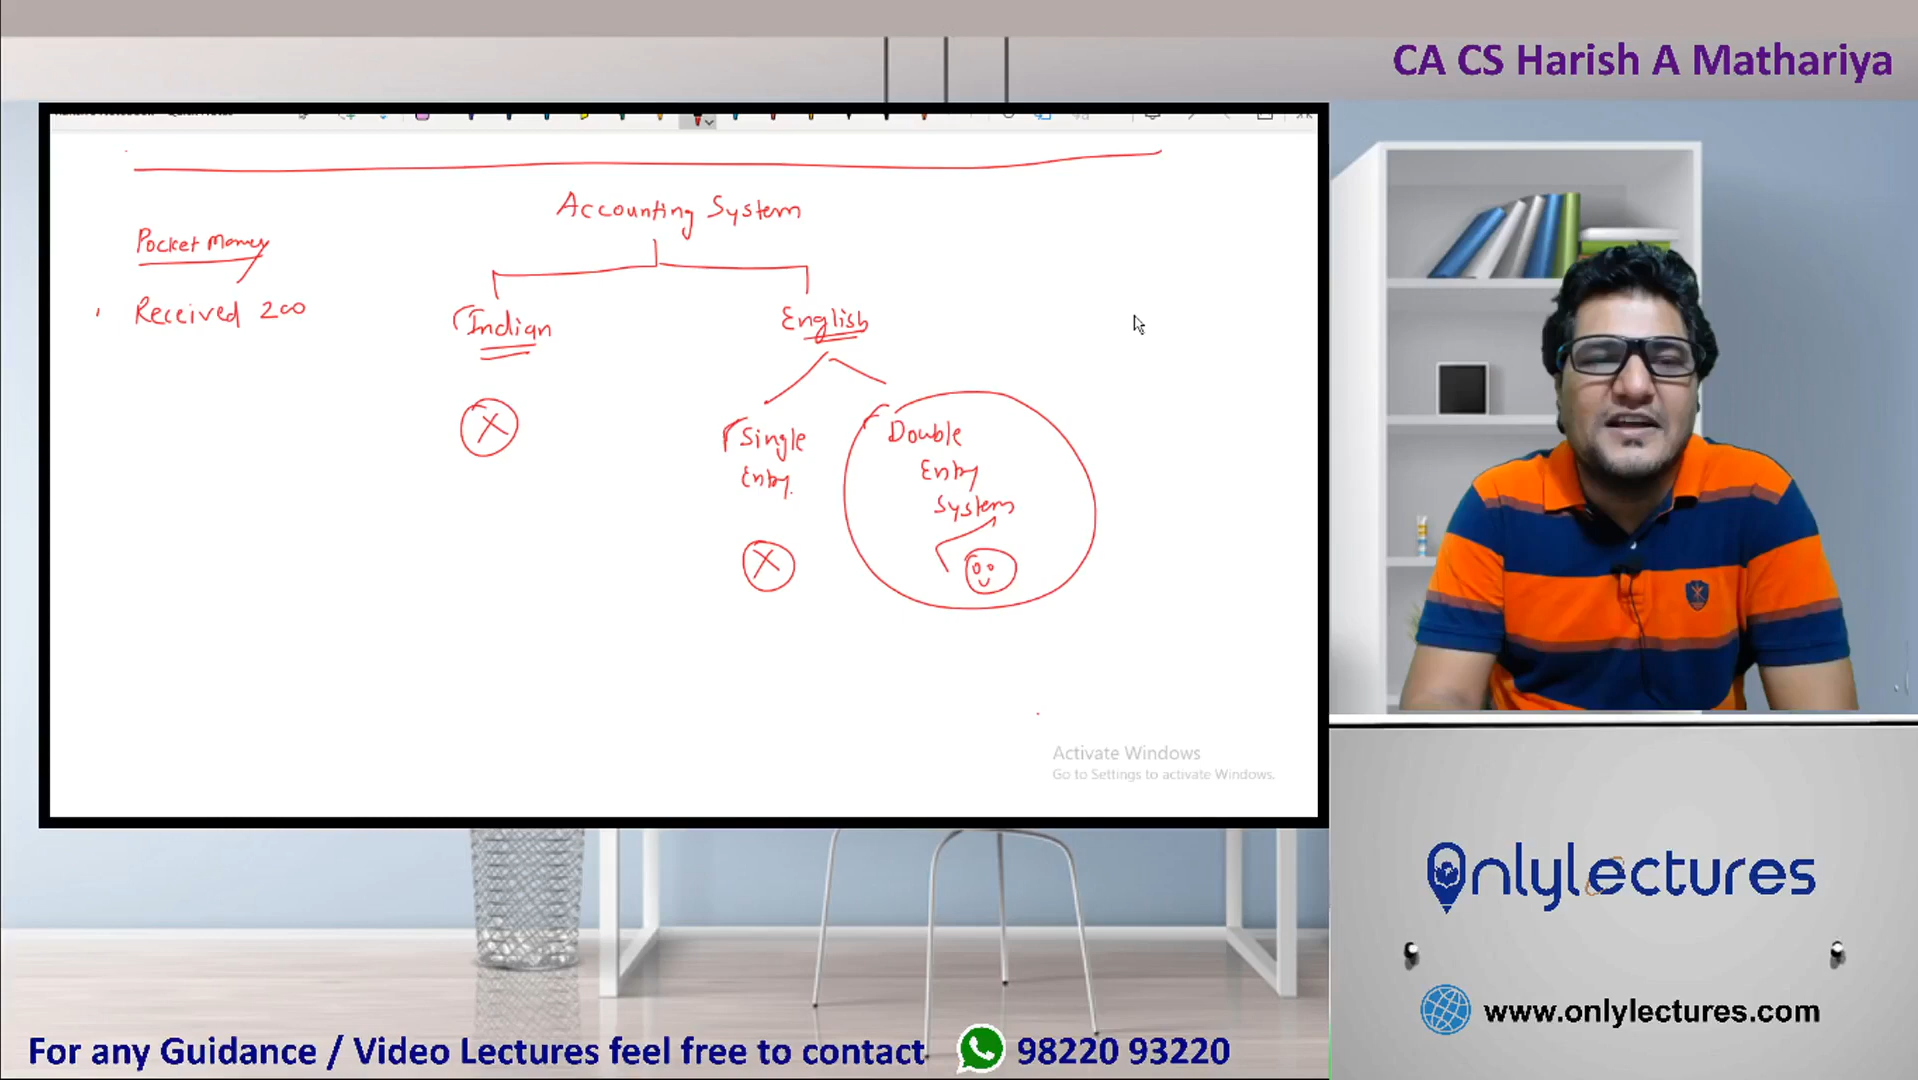 CA CS Harish A Mathariya
Accounting System
Pocket Money
Received 200
Indian
English
Single
Entry.
Double
Entry
System
Activate Windows
Go to Settings to activate Windows.
Onlylectures
www.onlylectures.com
For any Guidance / Video Lectures feel free to contact 98220 93220